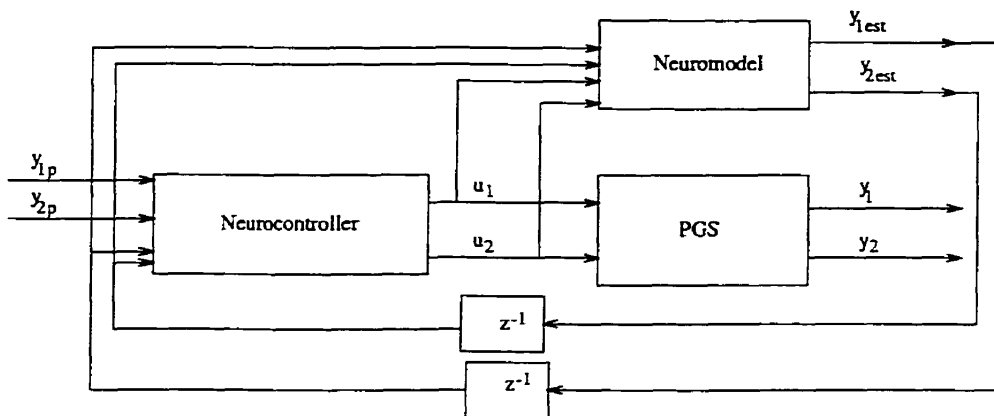 y1est
Neuromodel
y2est
y1p
y2p
Neurocontroller
u1
u2
PGS
y1
y2
z-1
z-1